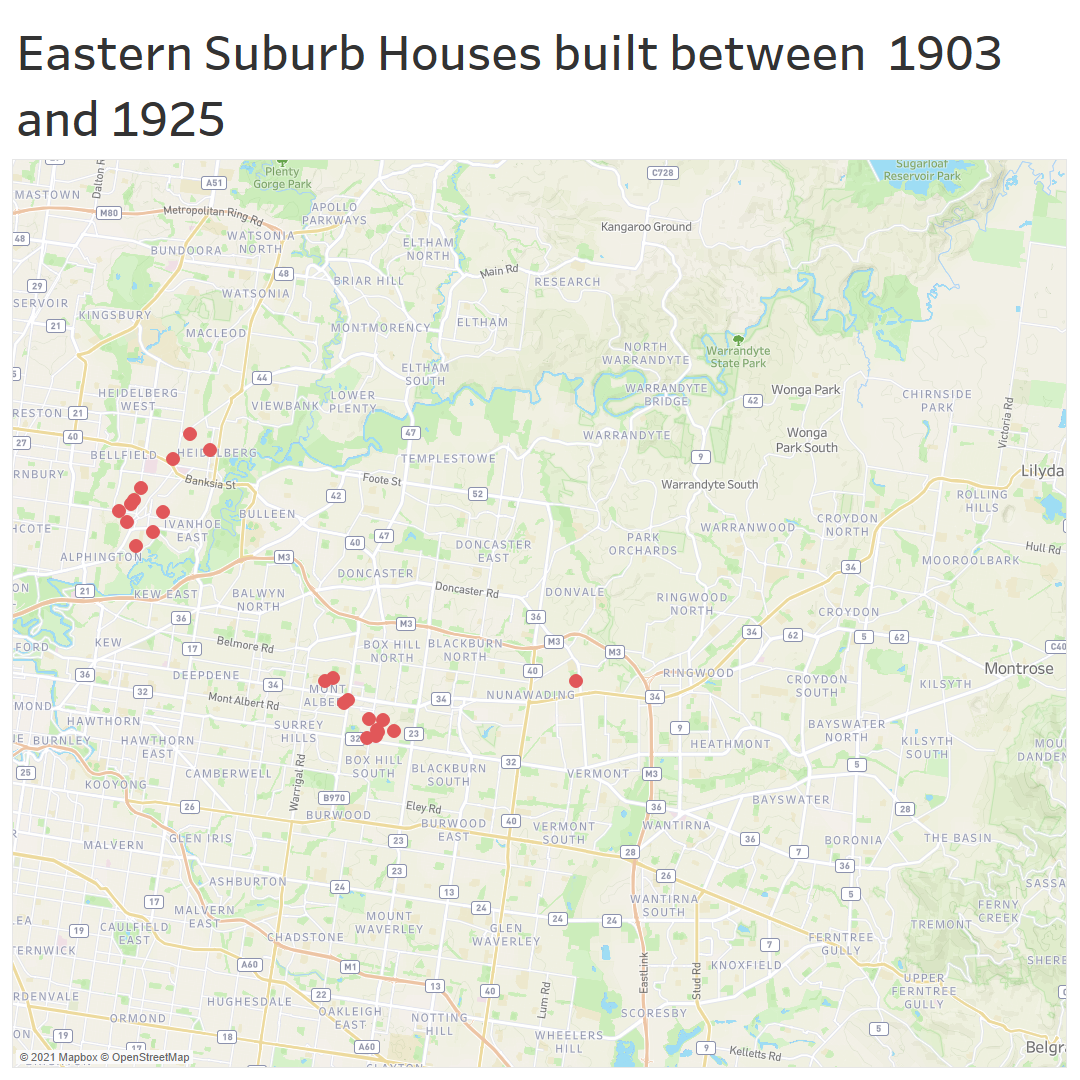 Eastern Suburb Houses built between 1903
and 1925
Plenty
Gorge Park
Sugarloaf
Reservoir Park
C728
A51
Dalton R
MASTOWN
M80
Metropolitan Ring Rd
APOLLO
PARKWAYS
Kangaroo Ground
48
WATSONIA
NORTH
BUNDOORA
ELTHAM
NORTH
48
Main Rd
29
BRIAR HILL
RESEARCH
SERVOIR
WATSONIA
KINGSBURY
21
MACLEOD
MONTMORENCY
ELTHAM
NORTH
WARRANDYTE
Warrandyte
State Park
5
44
ELTHAM
SOUTH
HEIDELBERG
WEST
VIEWBANK
LOWER
PLENTY
WARRANDYTE
BRIDGE
Wonga Park
42
CHIRNSIDE
PARK
RESTON
21
40
27
47
WARRANDYTE
Wonga
Park South
Victoria Rd
BELLFIELD
HEIDELBERG
TEMPLESTOWE
9
RNBURY
Banksia St
Foote St
Warrandyte South
Lilyda
42
52
ROLLING
HILLS
HCOTE
IVANHOE
EAST
BULLEEN
WARRANWOOD
CROYDON
NORTH
40
47
DONCASTER
EAST
PARK
ORCHARDS
Hull Rd
ALPHINGTON
M3
34
MOOROOLBARK
DONCASTER
ON
21
KEW EAST
BALWYN
NORTH
Doncaster Rd
DONVALE
RINGWOOD
NORTH
CROYDON
36
36
M3
34
62
5
62
FORD
KEW
17
Belmore Rd
BOX HILL
NORTH
BLACKBURN
NORTH
M3
M3
C40
36
DEEPDENE
34
40
RINGWOOD
Montrose
32
Mont Albert Rd
MONT
34
NUNAWADING
34
CROYDON
SOUTH
KILSYTH
MOND
HAWTHORN
SURREY
HILLS
23
9
BAYSWATER
NORTH
BURNLEY
HAWTHORN
EAST
HEATHMONT
KILSYTH
SOUTH
MOU
DANDEN
25
CAMBERWELL
BOX HILL
SOUTH
BLACKBURN
SOUTH
32
VERMONT
M3
5
KOOYONG
Warrigal Rd
B970
BAYSWATER
26
BURWOOD
Eley Rd
40
36
28
GLEN IRIS
23
BURWOOD
EAST
VERMONT
SOUTH
WANTIRNA
36
BORONIA
THE BASIN
MALVERN
28
7
36
ASHBURTON
24
23
26
5
SASSA
17
13
24
WANTIRNA
SOUTH
FERNY
CREEK
LEA
MALVERN
EAST
MOUNT
WAVERLEY
24
24
TREMONT
19
CAULFIELD
EAST
CHADSTONE
GLEN
WAVERLEY
7
FERNTREE
GULLY
TERNWICK
A60
M1
EastLink
Stud Rd
KNOXFIELD
SHERE
RDENVALE
HUGHESDALE
22
13
40
Lum Rd
UPPER
FERNTREE
GULLY
ORMOND
OAKLEIGH
EAST
NOTTING
HILL
SCORESBY
19
18
WHEELERS
HILL
5
ON
17
A60
9
Kelletts Rd
Belgr
© 2021 Mapbox © OpenStreetMap